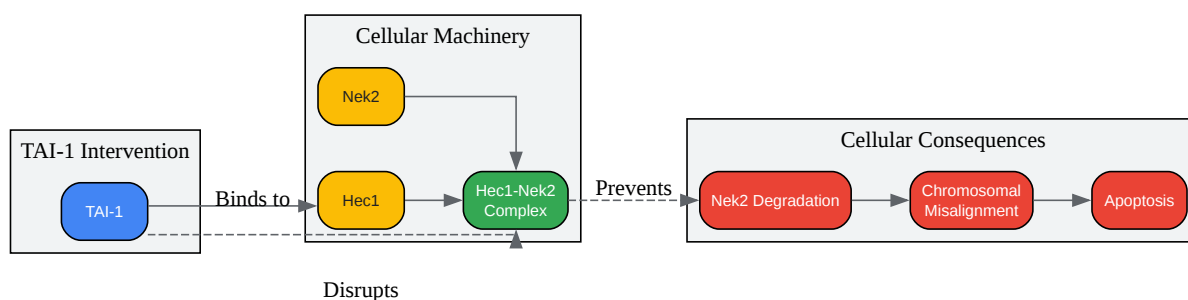 TAI-1 Intervention
TAI-1
Binds to
Cellular Machinery
Nek2
Hec1
Hec1-Nek2
Complex
Disrupts
Prevents
Cellular Consequences
Nek2 Degradation
Chromosomal
Misalignment
Apoptosis